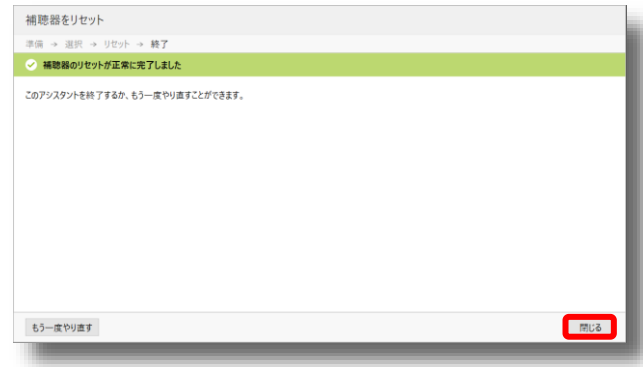 補聴器をリセット
準備 → 選択 → リセット → 終了
補聴器のリセットが正常に完了しました
このアシスタントを終了するか、もう一度やり直すことができます。
もう一度やり直す
閉じる